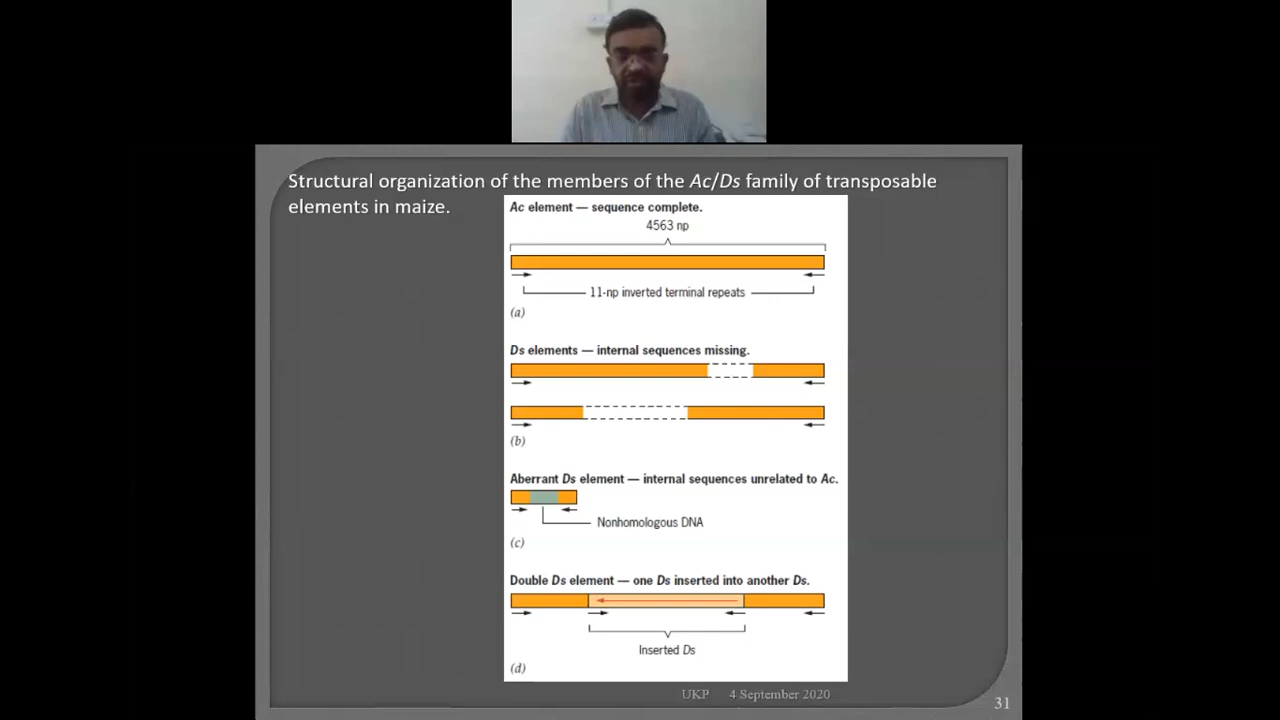 Structural organization of the members of the Ac/Ds family of transposable
elements in maize.
Ac element — sequence complete.
4563 np
11-np inverted terminal repeats
(a)
Ds elements — internal sequences missing.
(b)
Aberrant Ds element — internal sequences unrelated to Ac.
Nonhomologous DNA
(c)
Double Ds element — one Ds inserted into another Ds.
Inserted Ds
(d)
UKP 4 September 2020
31